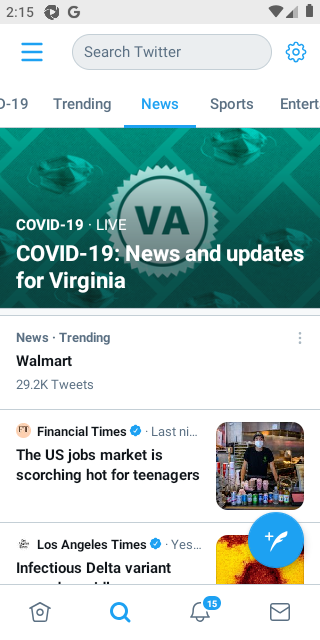 2:15
Search Twitter
D-19 Trending News Sports Entert
VA
COVID-19 · LIVE
COVID-19: News and updates
for Virginia
News · Trending
Walmart
29.2K Tweets
FT Financial Times · Last ni...
The US jobs market is
scorching hot for teenagers
Los Angeles Times · Yes...
Infectious Delta variant
15